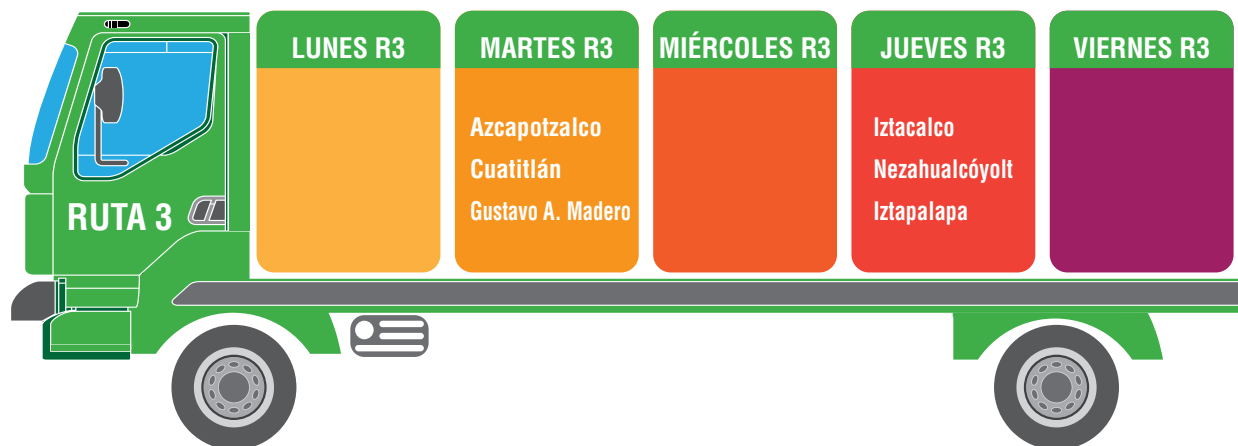 RUTA 3
LUNES R3
MARTES R3
Azcapotzalco
Cuatitlán
Gustavo A. Madero
MIÉRCOLES R3
JUEVES R3
Iztacalco
Nezahualcóyolt
Iztapalapa
VIERNES R3